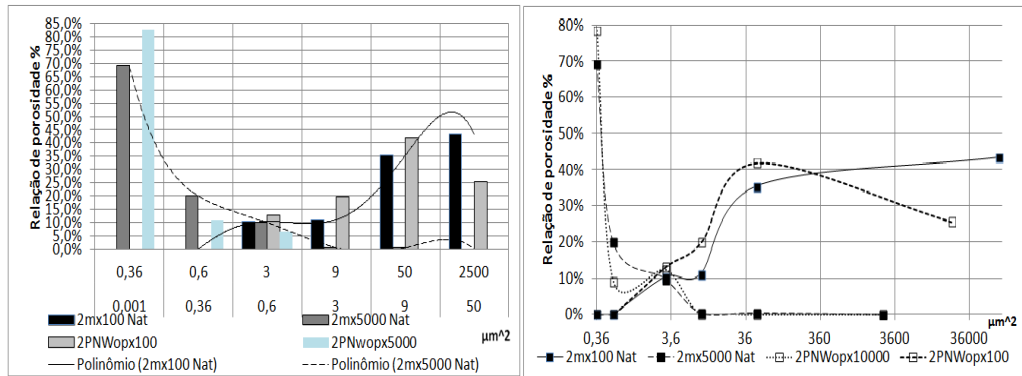 Relação de porosidade %
85,0%
80,0%
75,0%
70,0%
65,0%
60,0%
55,0%
50,0%
45,0%
40,0%
35,0%
30,0%
25,0%
20,0%
15,0%
10,0%
5,0%
0,0%
0,36 0,6 3 9 50 2500
0,001 0,36 0,6 3 9 50
µm^2
2mx100 Nat 2mx5000 Nat
2PNWopx100 2PNWopx5000
Polinômio (2mx100 Nat) Polinômio (2mx5000 Nat)
Relação de porosidade %
80%
70%
60%
50%
40%
30%
20%
10%
0%
µm^2
0,36 3,6 36 360 3600 36000
2mx100 Nat 2mx5000 Nat 2PNWopx10000 2PNWopx100